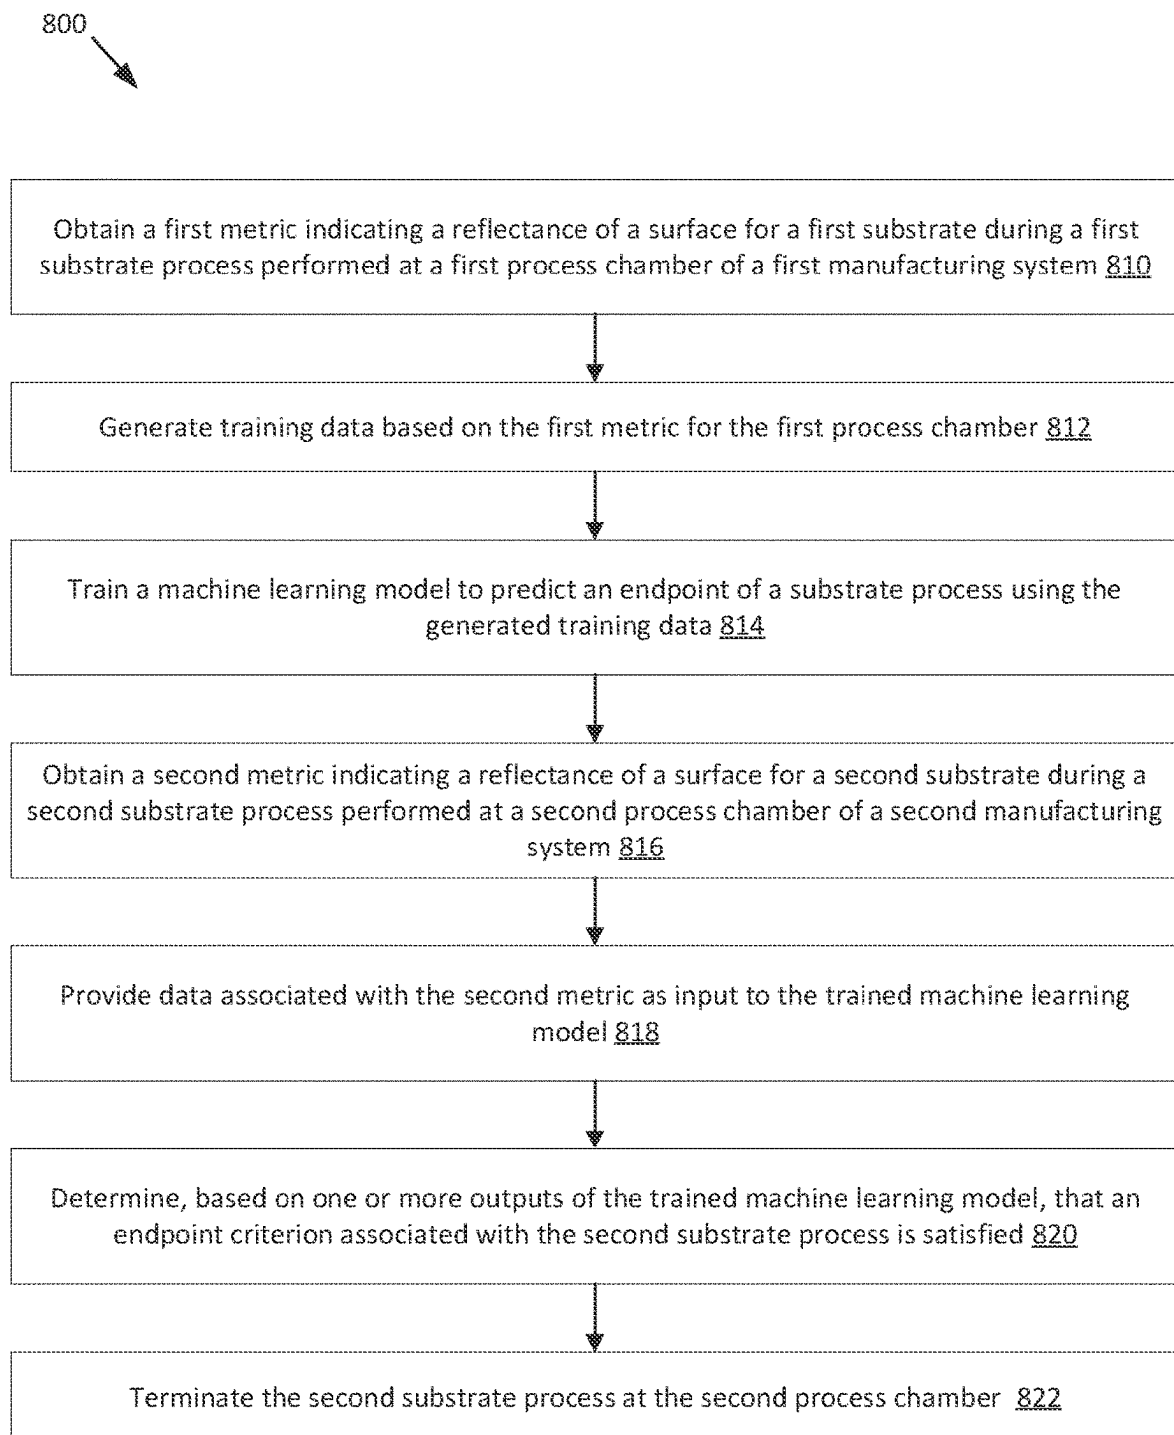 800
Obtain a first metric indicating a reflectance of a surface for a first substrate during a first
substrate process performed at a first process chamber of a first manufacturing system 810
Generate training data based on the first metric for the first process chamber 812
Train a machine learning model to predict an endpoint of a substrate process using the
generated training data 814
Obtain a second metric indicating a reflectance of a surface for a second substrate during a
second substrate process performed at a second process chamber of a second manufacturing
system 816
Provide data associated with the second metric as input to the trained machine learning
model 818
Determine, based on one or more outputs of the trained machine learning model, that an
endpoint criterion associated with the second substrate process is satisfied 820
Terminate the second substrate process at the second process chamber 822